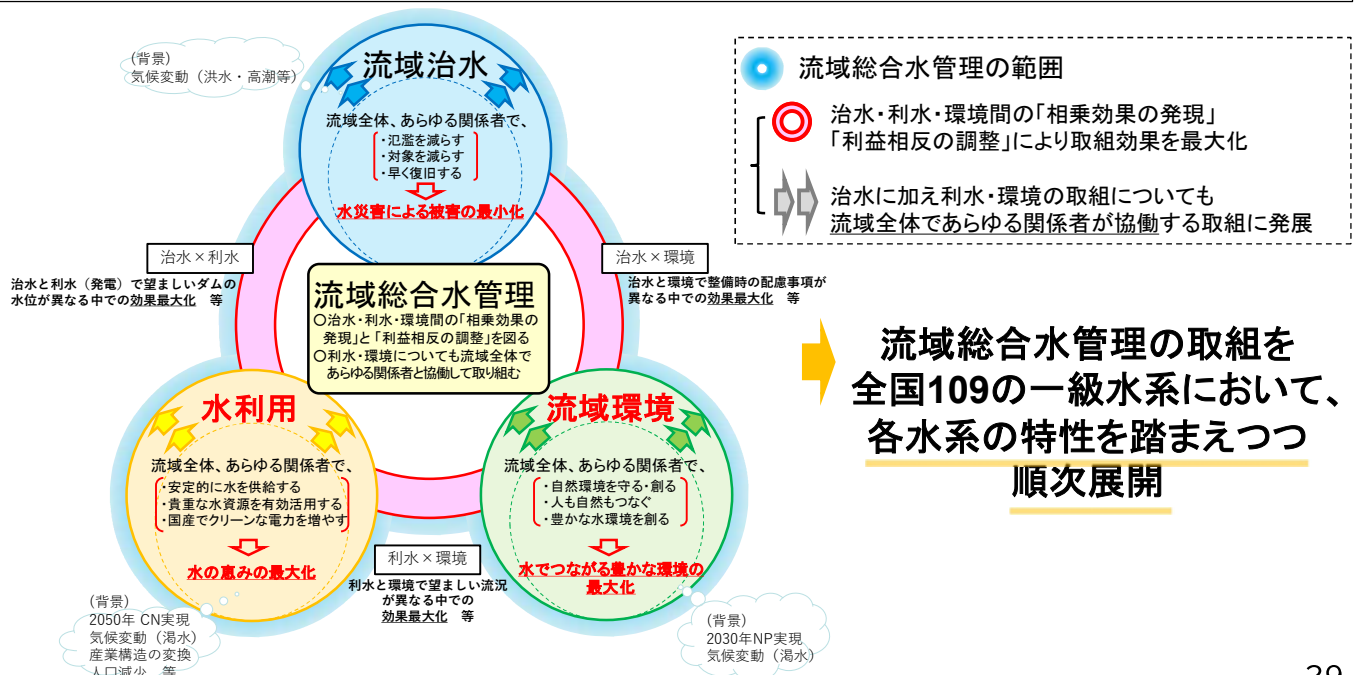 (背景)
気候変動（洪水・高潮等）
流域治水
流域全体、あらゆる関係者で、
・氾濫を減らす
・対象を減らす
・早く復旧する
水災害による被害の最小化
流域総合水管理の範囲
治水・利水・環境間の「相乗効果の発現」
「利益相反の調整」により取組効果を最大化
治水に加え利水・環境の取組についても
流域全体であらゆる関係者が協働する取組に発展
治水×利水
治水と利水（発電）で望ましいダムの
水位が異なる中での効果最大化　等
治水×環境
治水と環境で整備時の配慮事項が
異なる中での効果最大化　等
流域総合水管理
〇治水・利水・環境間の「相乗効果の
発現」と「利益相反の調整」を図る
〇利水・環境についても流域全体で
あらゆる関係者と協働して取り組む
流域総合水管理の取組を
全国109の一級水系において、
各水系の特性を踏まえつつ
順次展開
水利用
流域全体、あらゆる関係者で、
・安定的に水を供給する
・貴重な水資源を有効活用する
・国産でクリーンな電力を増やす
水の恵みの最大化
流域環境
流域全体、あらゆる関係者で、
・自然環境を守る・創る
・人も自然もつなぐ
・豊かな水環境を創る
水でつながる豊かな環境の
最大化
利水×環境
利水と環境で望ましい流況
が異なる中での
効果最大化　等
(背景)
2050年 CN実現
気候変動（渇水）
産業構造の変換
人口減少　等
(背景)
2030年NP実現
気候変動（渇水）